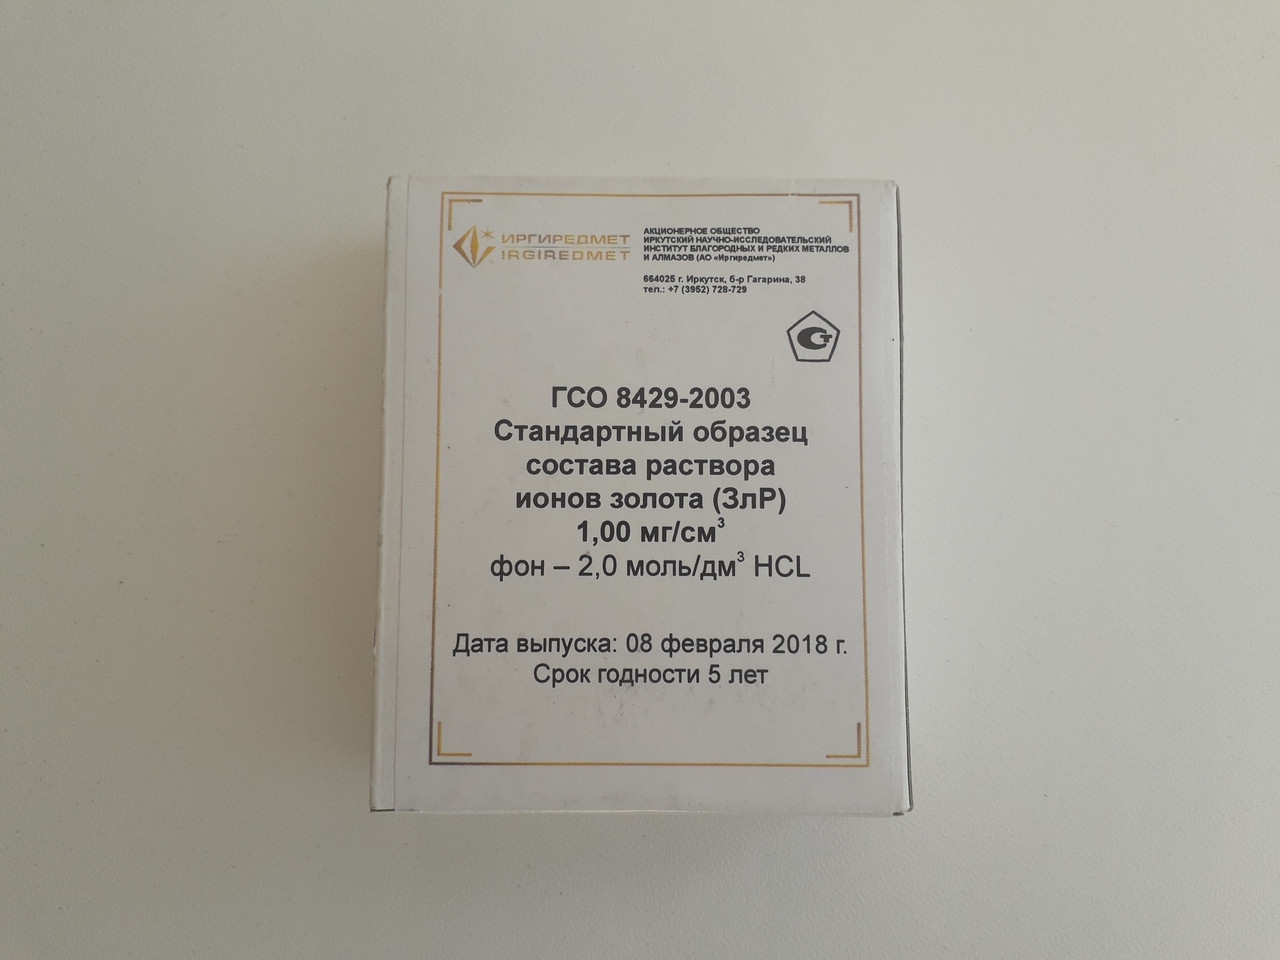 ИРГИРЕДМЕТ
IRGIREDMET
АКЦИОНЕРНОЕ ОБЩЕСТВО
ИРКУТСКИЙ НАУЧНО-ИССЛЕДОВАТЕЛЬСКИЙ
ИНСТИТУТ БЛАГОРОДНЫХ И РЕДКИХ МЕТАЛЛОВ
И АЛМАЗОВ (АО «Иргиредмет»)
664025 г. Иркутск, б-р Гагарина, 38
тел.: +7 (3952) 728-729
ГСО 8429-2003
Стандартный образец
состава раствора
ионов золота (ЗлР)
1,00 мг/см³
фон – 2,0 моль/дм³ HCL
Дата выпуска: 08 февраля 2018 г.
Срок годности 5 лет